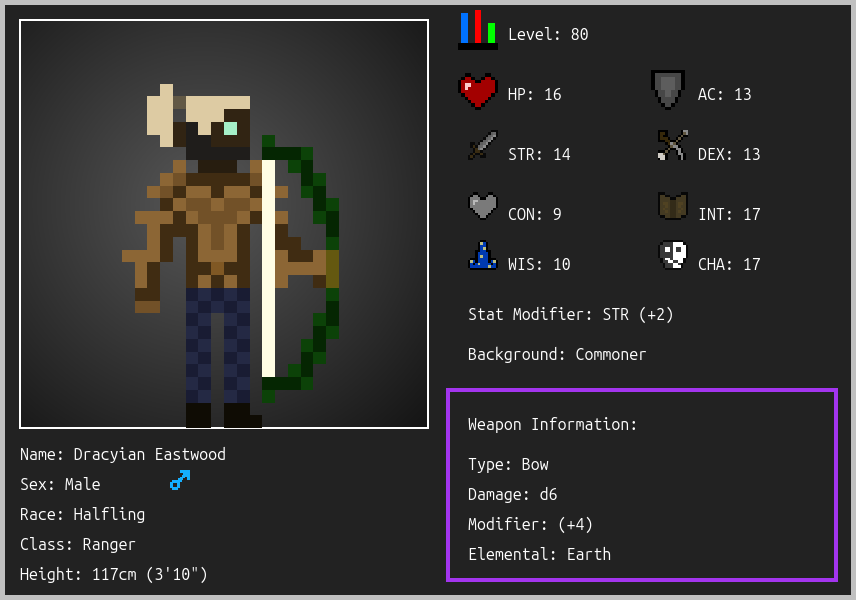 Level: 80
HP: 16
AC: 13
STR: 14
DEX: 13
CON: 9
INT: 17
WIS: 10
CHA: 17
Stat Modifier: STR (+2)
Background: Commoner
Weapon Information:
Type: Bow
Damage: d6
Modifier: (+4)
Elemental: Earth
Name: Dracyian Eastwood
Sex: Male
Race: Halfling
Class: Ranger
Height: 117cm (3'10")